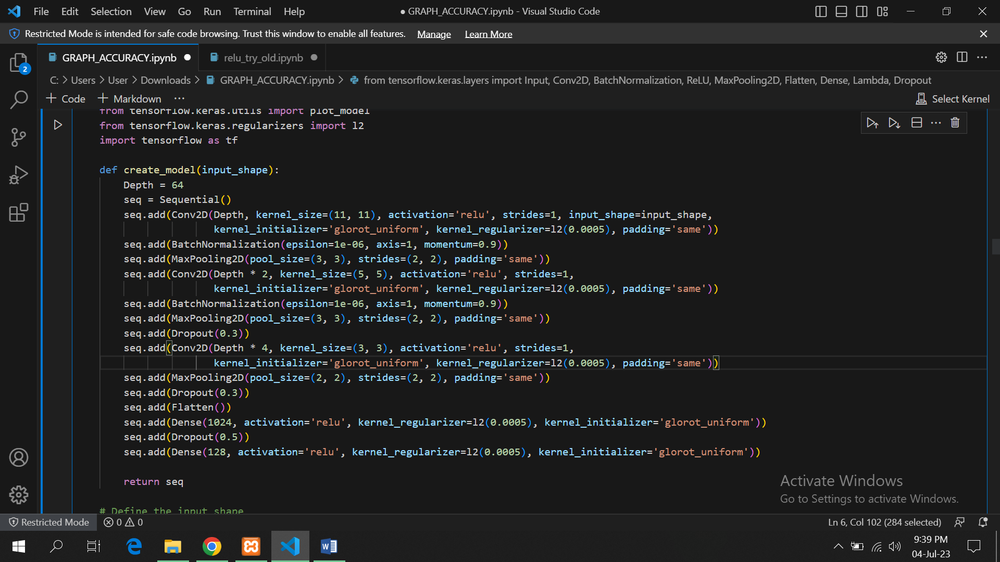 File Edit Selection View Go Run Terminal Help ● GRAPH_ACCURACY.ipynb - Visual Studio Code
Restricted Mode is intended for safe code browsing. Trust this window to enable all features. Manage Learn More
GRAPH_ACCURACY.ipynb relu_try_old.ipynb
2
C: > Users > User > Downloads > GRAPH_ACCURACY.ipynb > from tensorflow.keras.layers import Input, Conv2D, BatchNormalization, ReLU, MaxPooling2D, Flatten, Dense, Lambda, Dropout
+ Code + Markdown ... Select Kernel
from tensorflow.keras.utils import plot_model
from tensorflow.keras.regularizers import l2
import tensorflow as tf
def create_model(input_shape):
    Depth = 64
    seq = Sequential()
    seq.add(Conv2D(Depth, kernel_size=(11, 11), activation='relu', strides=1, input_shape=input_shape,
                   kernel_initializer='glorot_uniform', kernel_regularizer=l2(0.0005), padding='same'))
    seq.add(BatchNormalization(epsilon=1e-06, axis=1, momentum=0.9))
    seq.add(MaxPooling2D(pool_size=(3, 3), strides=(2, 2), padding='same'))
    seq.add(Conv2D(Depth * 2, kernel_size=(5, 5), activation='relu', strides=1,
                   kernel_initializer='glorot_uniform', kernel_regularizer=l2(0.0005), padding='same'))
    seq.add(BatchNormalization(epsilon=1e-06, axis=1, momentum=0.9))
    seq.add(MaxPooling2D(pool_size=(3, 3), strides=(2, 2), padding='same'))
    seq.add(Dropout(0.3))
    seq.add(Conv2D(Depth * 4, kernel_size=(3, 3), activation='relu', strides=1,
                   kernel_initializer='glorot_uniform', kernel_regularizer=l2(0.0005), padding='same'))
    seq.add(MaxPooling2D(pool_size=(2, 2), strides=(2, 2), padding='same'))
    seq.add(Dropout(0.3))
    seq.add(Flatten())
    seq.add(Dense(1024, activation='relu', kernel_regularizer=l2(0.0005), kernel_initializer='glorot_uniform'))
    seq.add(Dropout(0.5))
    seq.add(Dense(128, activation='relu', kernel_regularizer=l2(0.0005), kernel_initializer='glorot_uniform'))
    return seq
# Define the input shape
Activate Windows
Go to Settings to activate Windows.
Restricted Mode 0 0 Ln 6, Col 102 (284 selected)
9:39 PM
04-Jul-23